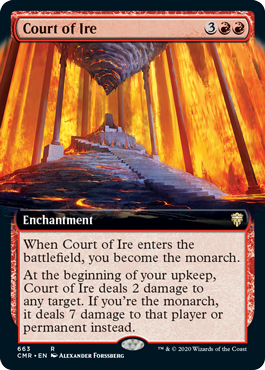 Court of Ire 3
Enchantment
When Court of Ire enters the
battlefield, you become the monarch.
At the beginning of your upkeep,
Court of Ire deals 2 damage to
any target. If you're the monarch,
it deals 7 damage to that player or
permanent instead.
663 R
CMR • EN Alexander Forssberg
™ & © 2020 Wizards of the Coast